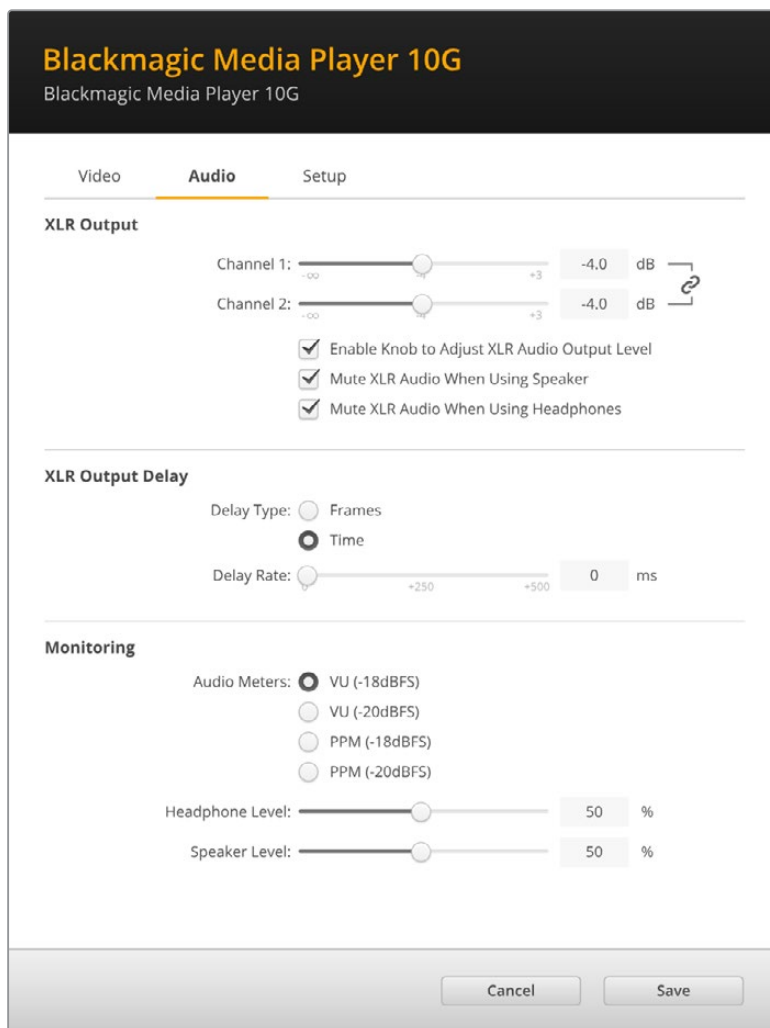 Blackmagic Media Player 10G
Blackmagic Media Player 10G
Video Audio Setup
XLR Output
Channel 1: -4.0 dB
-∞ +3
Channel 2: -4.0 dB
-∞ +3
Enable Knob to Adjust XLR Audio Output Level
Mute XLR Audio When Using Speaker
Mute XLR Audio When Using Headphones
XLR Output Delay
Delay Type: Frames
Time
Delay Rate: 0 ms
+250 +500
Monitoring
Audio Meters: VU (-18dBFS)
VU (-20dBFS)
PPM (-18dBFS)
PPM (-20dBFS)
Headphone Level: 50 %
Speaker Level: 50 %
Cancel Save